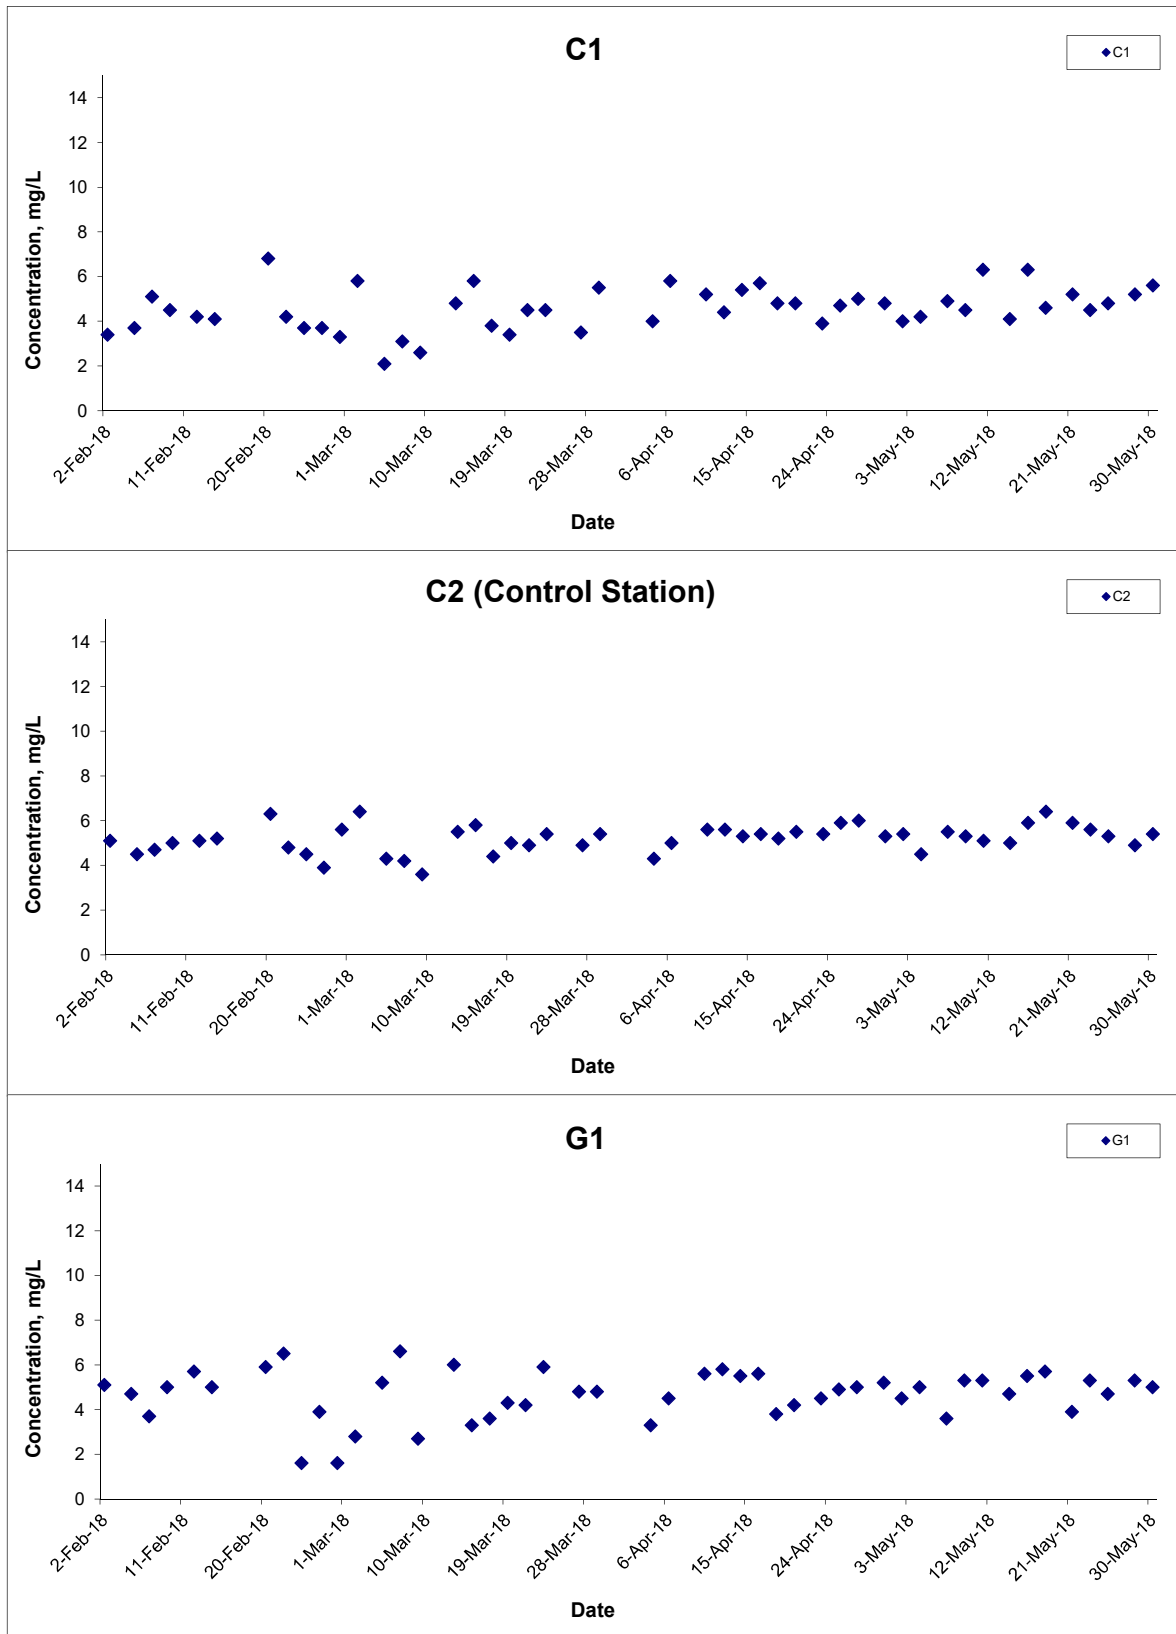 C1
C1
Concentration, mg/L
14
12
10
8
6
4
2
0
2-Feb-18
11-Feb-18
20-Feb-18
1-Mar-18
10-Mar-18
19-Mar-18
28-Mar-18
6-Apr-18
15-Apr-18
24-Apr-18
3-May-18
12-May-18
21-May-18
30-May-18
Date
C2 (Control Station)
C2
Concentration, mg/L
14
12
10
8
6
4
2
0
2-Feb-18
11-Feb-18
20-Feb-18
1-Mar-18
10-Mar-18
19-Mar-18
28-Mar-18
6-Apr-18
15-Apr-18
24-Apr-18
3-May-18
12-May-18
21-May-18
30-May-18
Date
G1
G1
Concentration, mg/L
14
12
10
8
6
4
2
0
2-Feb-18
11-Feb-18
20-Feb-18
1-Mar-18
10-Mar-18
19-Mar-18
28-Mar-18
6-Apr-18
15-Apr-18
24-Apr-18
3-May-18
12-May-18
21-May-18
30-May-18
Date